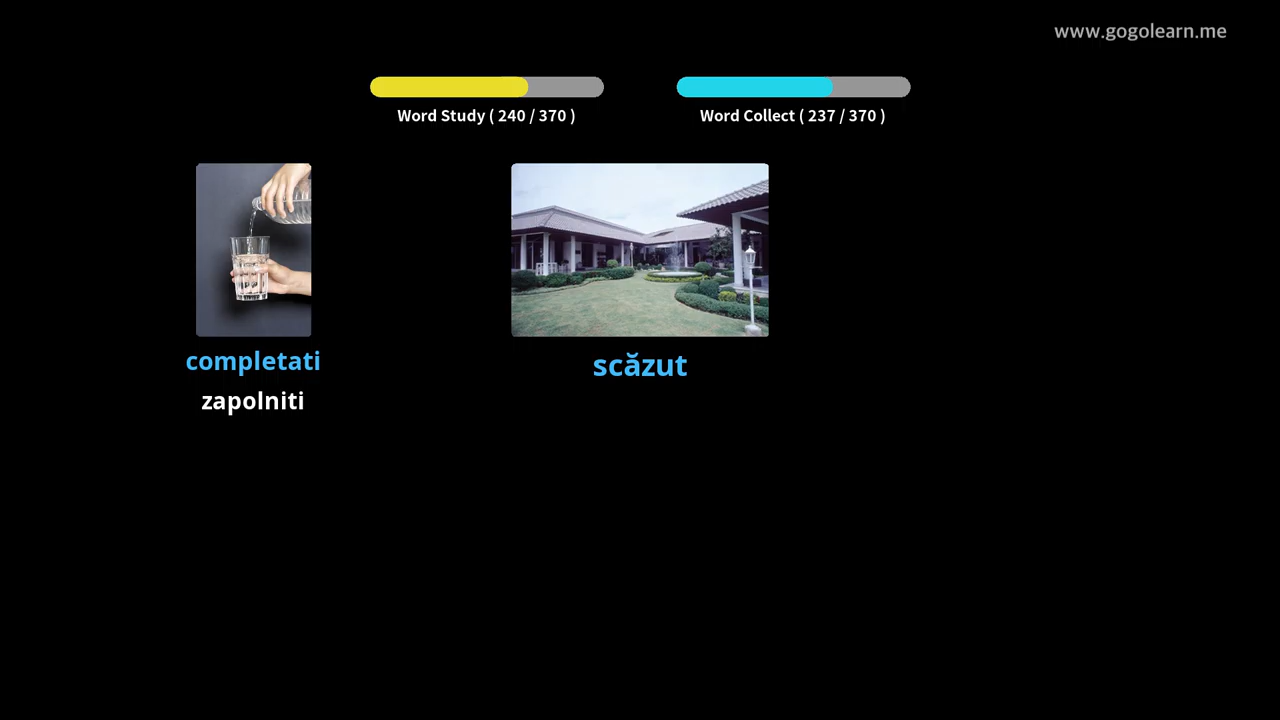 www.gogolearn.me
Word Study ( 240 / 370 )
Word Collect ( 237 / 370 )
completati
zapolniti
scăzut